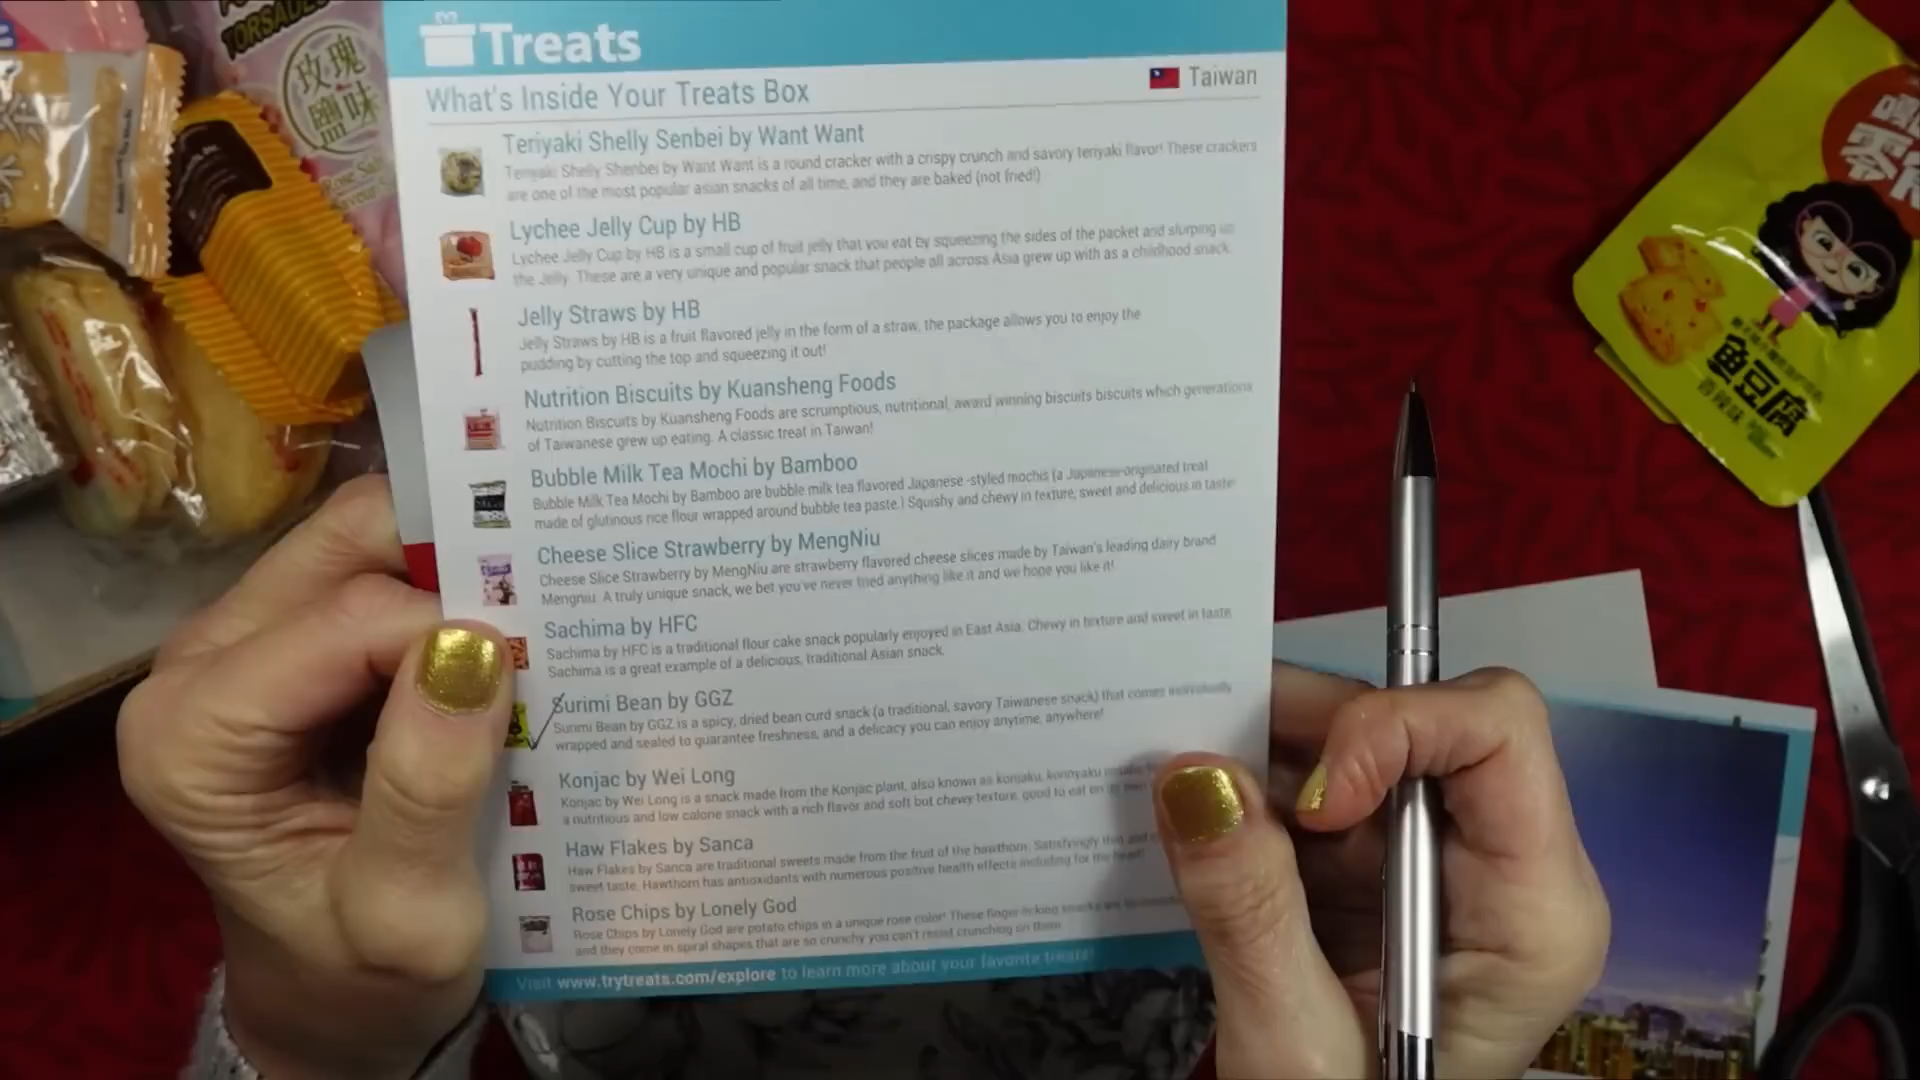 Treats
What's Inside Your Treats Box
Taiwan
Teriyaki Shelly Senbei by Want Want
Teriyaki Shelly Shenbei by Want Want is a round cracker with a crispy crunch and savory teriyaki flavor! These crackers
are one of the most popular asian snacks of all time, and they are baked (not fried!)
Lychee Jelly Cup by HB
Lychee Jelly Cup by HB is a small cup of fruit jelly that you eat by squeezing the sides of the packet and slurping up
the Jelly. These are a very unique and popular snack that people all across Asia grew up with as a childhood snack.
Jelly Straws by HB
Jelly Straws by HB is a fruit flavored jelly in the form of a straw, the package allows you to enjoy the
pudding by cutting the top and squeezing it out!
Nutrition Biscuits by Kuansheng Foods
Nutrition Biscuits by Kuansheng Foods are scrumptious, nutritional, award winning biscuits biscuits which generations
of Taiwanese grew up eating. A classic treat in Taiwan!
Bubble Milk Tea Mochi by Bamboo
Bubble Milk Tea Mochi by Bamboo are bubble milk tea flavored Japanese -styled mochis (a Japanese-originated treat
made of glutinous rice flour wrapped around bubble tea paste.) Squishy and chewy in texture, sweet and delicious in taste
Cheese Slice Strawberry by MengNiu
Cheese Slice Strawberry by MengNiu are strawberry flavored cheese slices made by Taiwan's leading dairy brand
Mengniu. A truly unique snack, we bet you've never tried anything like it and we hope you like it!
Sachima by HFC
Sachima by HFC is a traditional flour cake snack popularly enjoyed in East Asia. Chewy in texture and sweet in taste.
Sachima is a great example of a delicious, traditional Asian snack.
Surimi Bean by GGZ
Surimi Bean by GGZ is a spicy, dried bean curd snack (a traditional, savory Taiwanese snack) that comes individually
wrapped and sealed to guarantee freshness, and a delicacy you can enjoy anytime, anywhere!
Konjac by Wei Long
Konjac by Wei Long is a snack made from the Konjac plant, also known as konjaku, konnyaku
a nutritious and low calorie snack with a rich flavor and soft bot chewy texture, good to eat on
Haw Flakes by Sanca
Haw Flakes by Sanca are traditional sweets made from the fruit of the hawthorn. Satisfyingly thin and
sweet taste. Hawthorn has antioxidants with numerous positive health effects including for the heart!
Rose Chips by Lonely God
Rose Chips by Lonely God are potato chips in a unique rose color! These finger-licking snacks are
and they come in spiral shapes that are so crunchy you can't resist crunching on them
Visit www.trytreats.com/explore to learn more about your favorite treats!
TORSADES
玫瑰
鹽味
Rose Salt
魚豆腐
香辣味